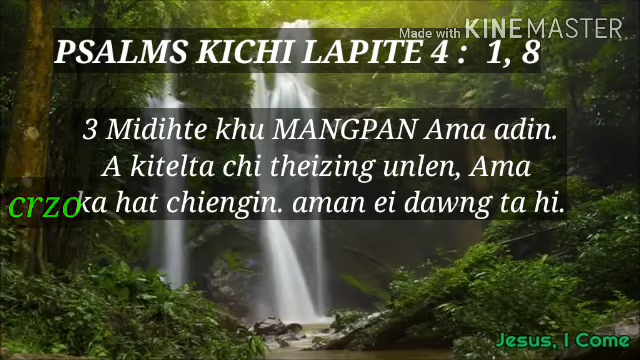 Made with KINEMASTER
PSALMS KICHI LAPITE 4 : 1, 8
3 Midihte khu MANGPAN Ama adin.
A kitelta chi theizing unlen, Ama
ka hat chiengin. aman ei dawng ta hi.
crzo
Jesus, I Come